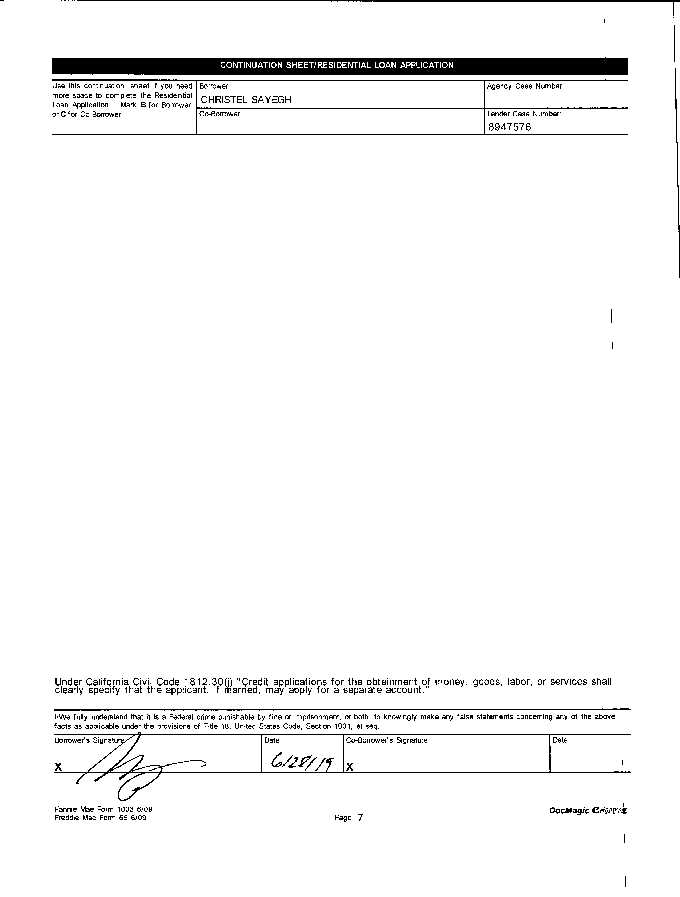 CONTINUATION SHEET/RESIDENTIAL LOAN APPLICATION
Use this continuation sheet if you need
more space to complete the Residential
Loan Application. Mark B for Borrower
or C for Co-Borrower
Borrower
CHRISTEL SAYEGH
Agency Case Number
Co-Borrower
Lender Case Number
8947576
Under California Civil Code 1812.30(j) "Credit applications for the obtainment of money, goods, labor, or services shall
clearly specify that the applicant, if married, may apply for a separate account."
I/We fully understand that it is a Federal crime punishable by fine or imprisonment, or both, to knowingly make any false statements concerning any of the above
facts as applicable under the provisions of Title 18, United States Code, Section 1001, et seq.
Borrower's Signature
X
Date
6/28/19
Co-Borrower's Signature
X
Date
Fannie Mae Form 1003 6/09
Freddie Mac Form 65 6/09
Page 7
DocMagic